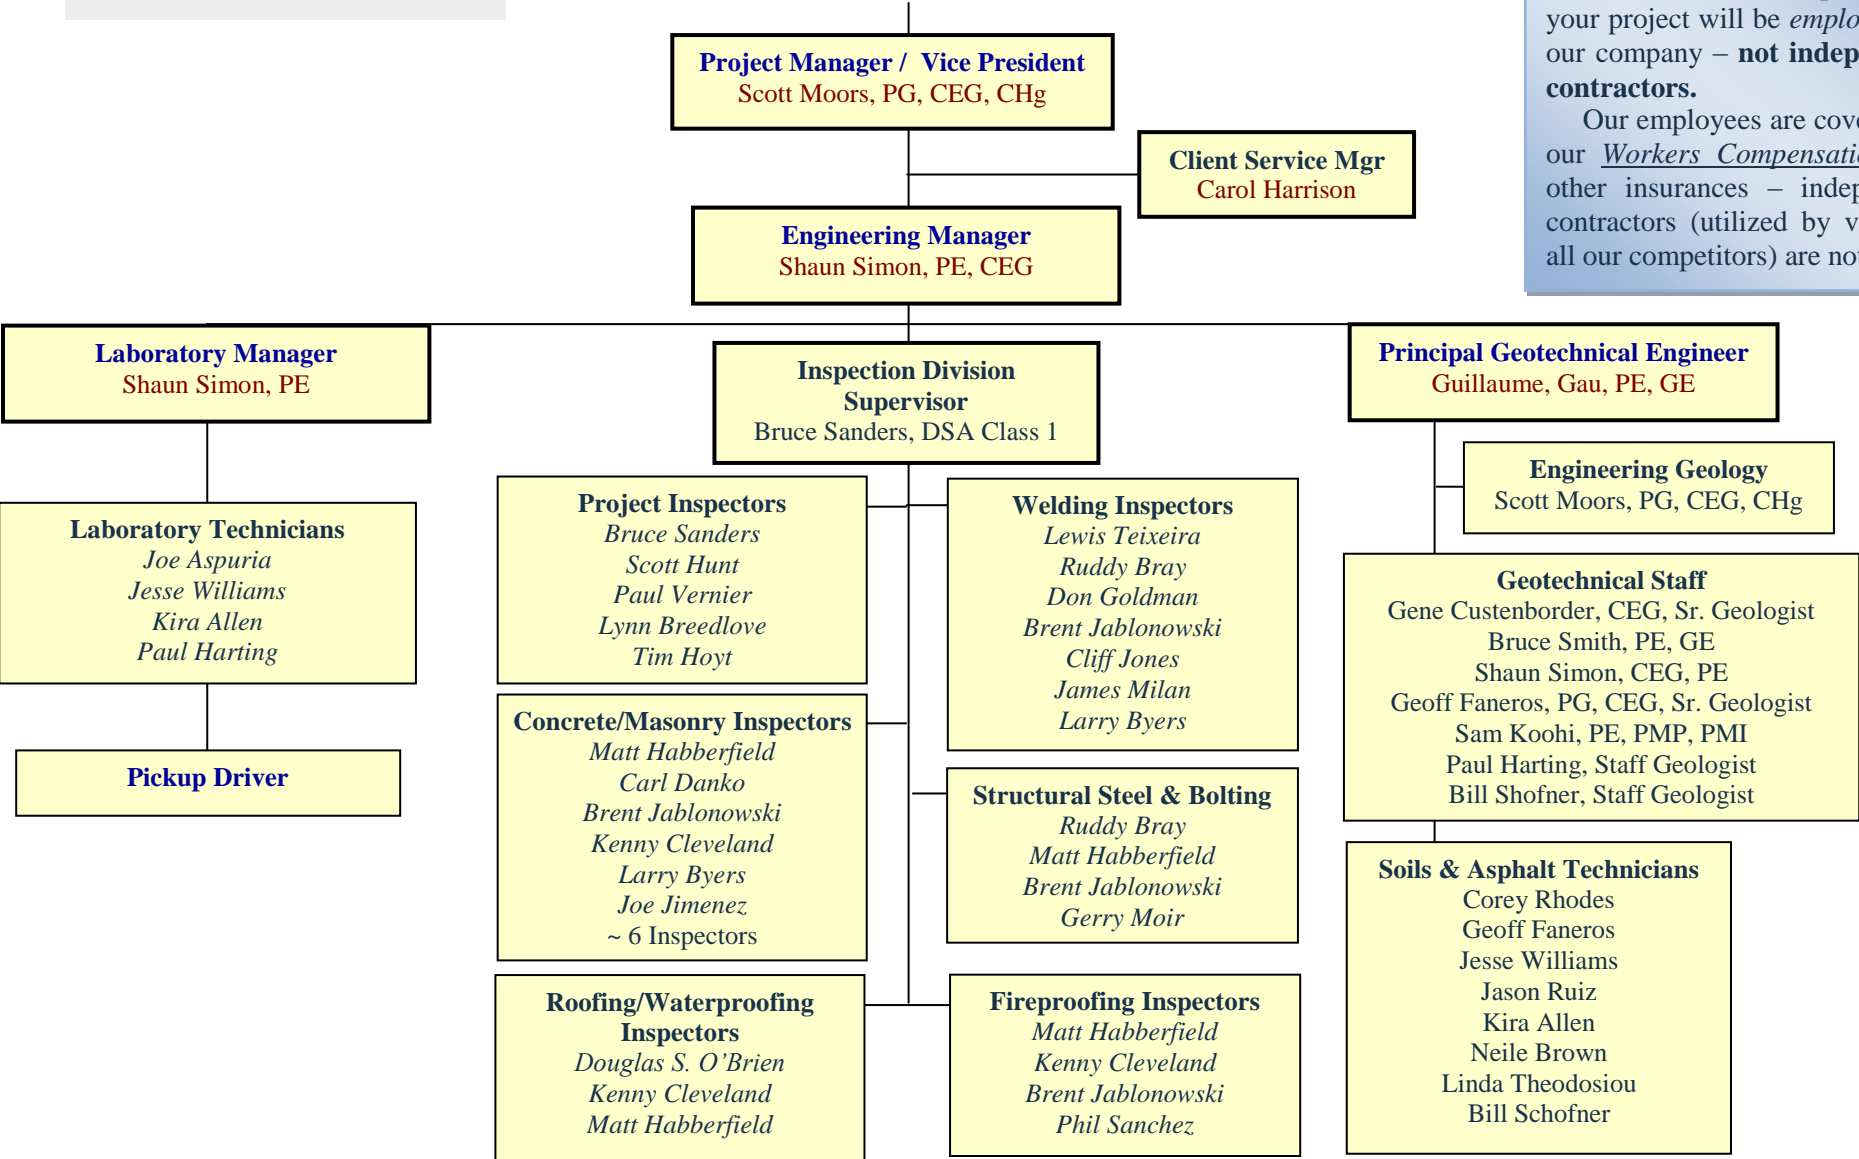 Project Manager /  Vice President
Scott Moors, PG, CEG, CHg
your project will be
our company – not
contractors.
Our employees are
our Workers
other insurances –
contractors (utilized by
all our competitors) are
Client Service Mgr
Carol Harrison
Engineering Manager
Shaun Simon, PE, CEG
Laboratory Manager
Shaun Simon, PE
Inspection Division
Supervisor
Bruce Sanders, DSA Class 1
Principal Geotechnical Engineer
Guillaume, Gau, PE, GE
Engineering Geology
Scott Moors, PG, CEG, CHg
Laboratory Technicians
Joe Aspuria
Jesse Williams
Kira Allen
Paul Harting
Pickup Driver
Project Inspectors
Bruce Sanders
Scott Hunt
Paul Vernier
Lynn Breedlove
Tim Hoyt
Welding Inspectors
Lewis Teixeira
Ruddy Bray
Don Goldman
Brent Jablonowski
Cliff Jones
James Milan
Larry Byers
Concrete/Masonry Inspectors
Matt Habberfield
Carl Danko
Brent Jablonowski
Kenny Cleveland
Larry Byers
Joe Jimenez
~ 6 Inspectors
Structural Steel & Bolting
Ruddy Bray
Matt Habberfield
Brent Jablonowski
Gerry Moir
Roofing/Waterproofing
Inspectors
Douglas S. O’Brien
Kenny Cleveland
Matt Habberfield
Fireproofing Inspectors
Matt Habberfield
Kenny Cleveland
Brent Jablonowski
Phil Sanchez
Geotechnical Staff
Gene Custenborder, CEG, Sr. Geologist
Bruce Smith, PE, GE
Shaun Simon, CEG, PE
Geoff Faneros, PG, CEG, Sr. Geologist
Sam Koohi, PE, PMP, PMI
Paul Harting, Staff Geologist
Bill Shofner, Staff Geologist
Soils & Asphalt Technicians
Corey Rhodes
Geoff Faneros
Jesse Williams
Jason Ruiz
Kira Allen
Neile Brown
Linda Theodosiou
Bill Schofner